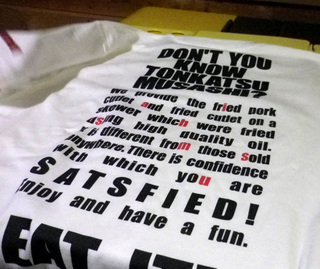 DON'T YOU
KNOW
TONKATSU
MUSASHI?
We provide the fried pork
cutlet and fried cutlet on a
skewer which were fried
using high quality oil.
It is different from those sold
anywhere. There is confidence
with which you are
SATSFIED!
Enjoy and have a fun.
EAT IT!